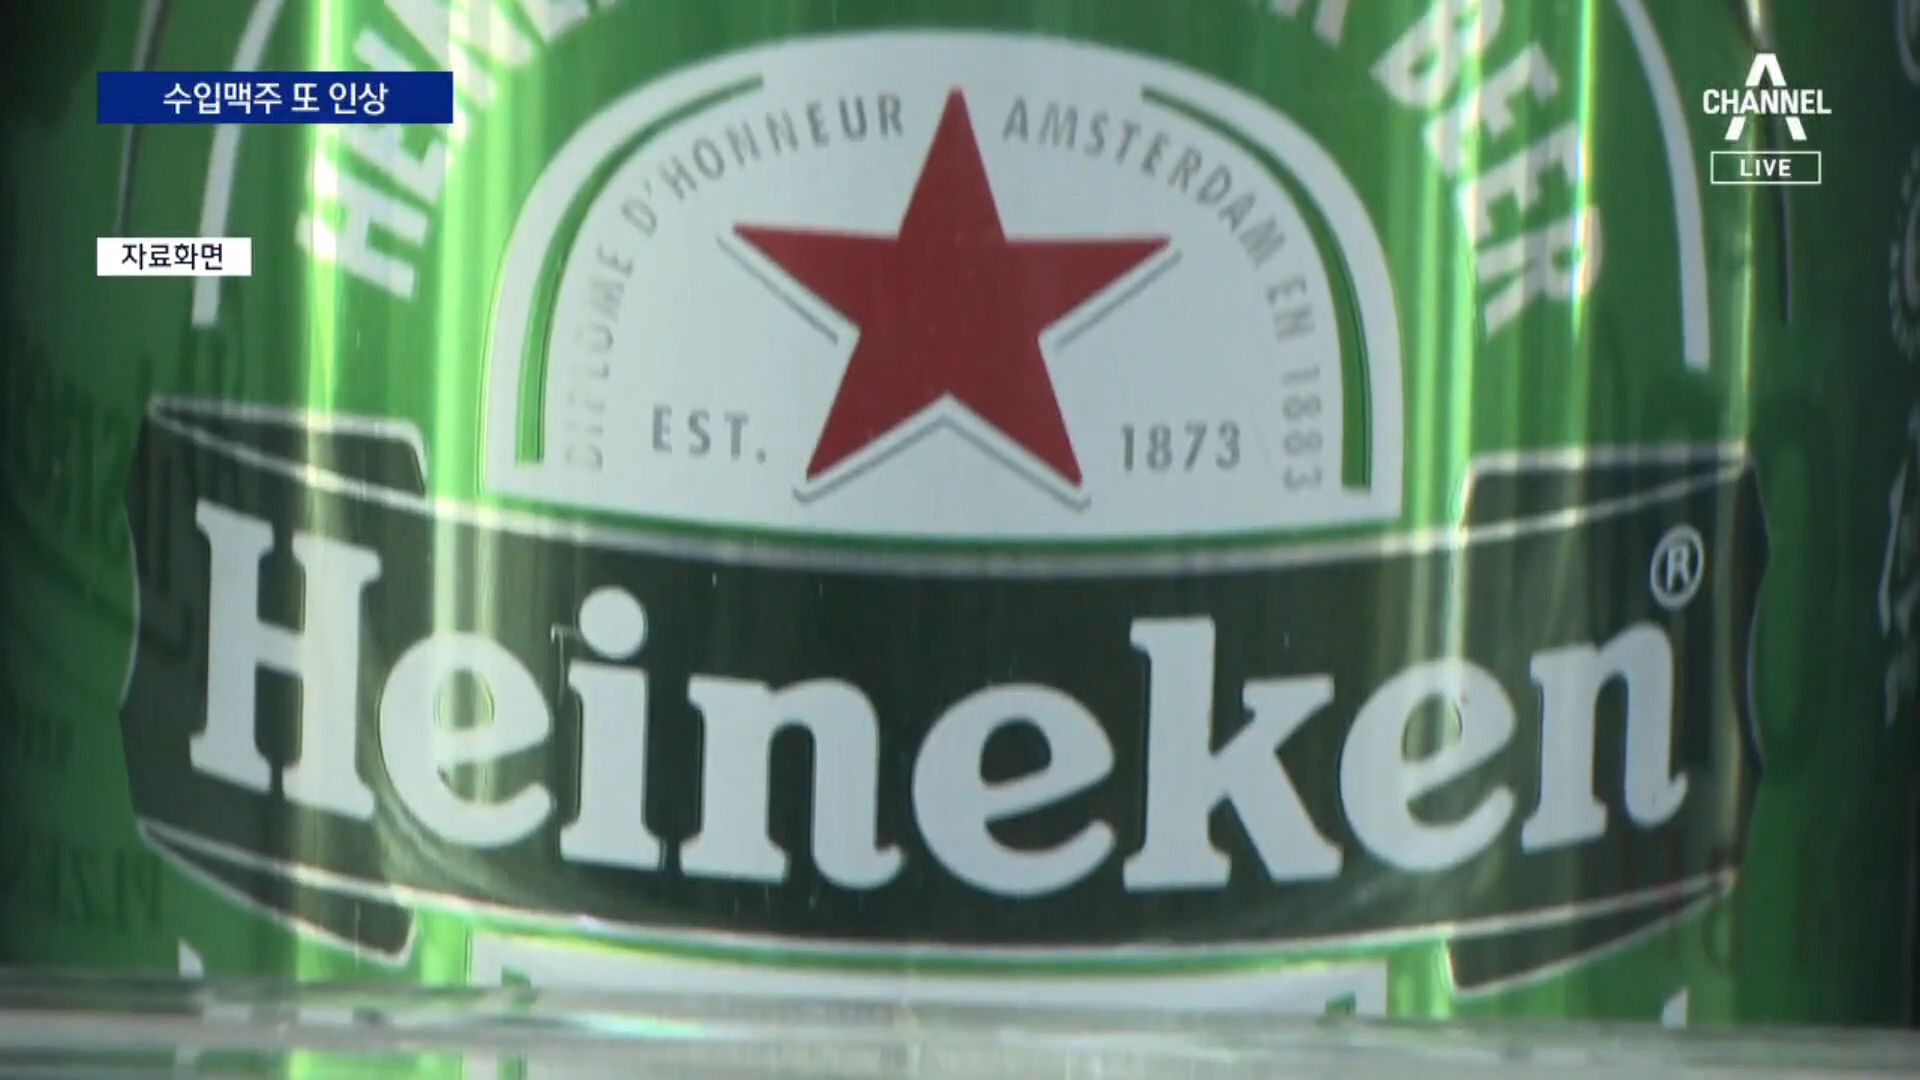 수입맥주 또 인상
자료화면
CHANNEL
LIVE
BEER
DIPLOME D'HONNEUR
AMSTERDAM EN 1883
EST. 1873
Heineken®